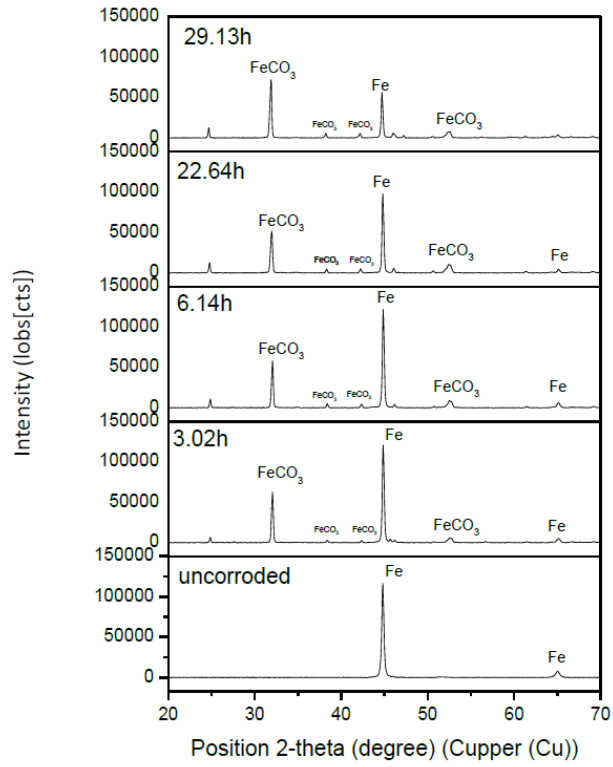 150000
29.13h
FeCO3
100000
Fe
50000
FeCO3 FeCO3
FeCO3
0
150000
22.64h
Fe
100000
FeCO3
50000
FeCO3 FeCO3
FeCO3
Fe
0
150000
6.14h
Fe
100000
FeCO3
50000
FeCO3 FeCO3
FeCO3
Fe
0
150000
3.02h
Fe
100000
FeCO3
50000
FeCO3 FeCO3
FeCO3
Fe
0
150000
uncorroded
Fe
100000
50000
Fe
0
20 30 40 50 60 70
Position 2-theta (degree) (Cupper (Cu))
Intensity (Iobs[cts])